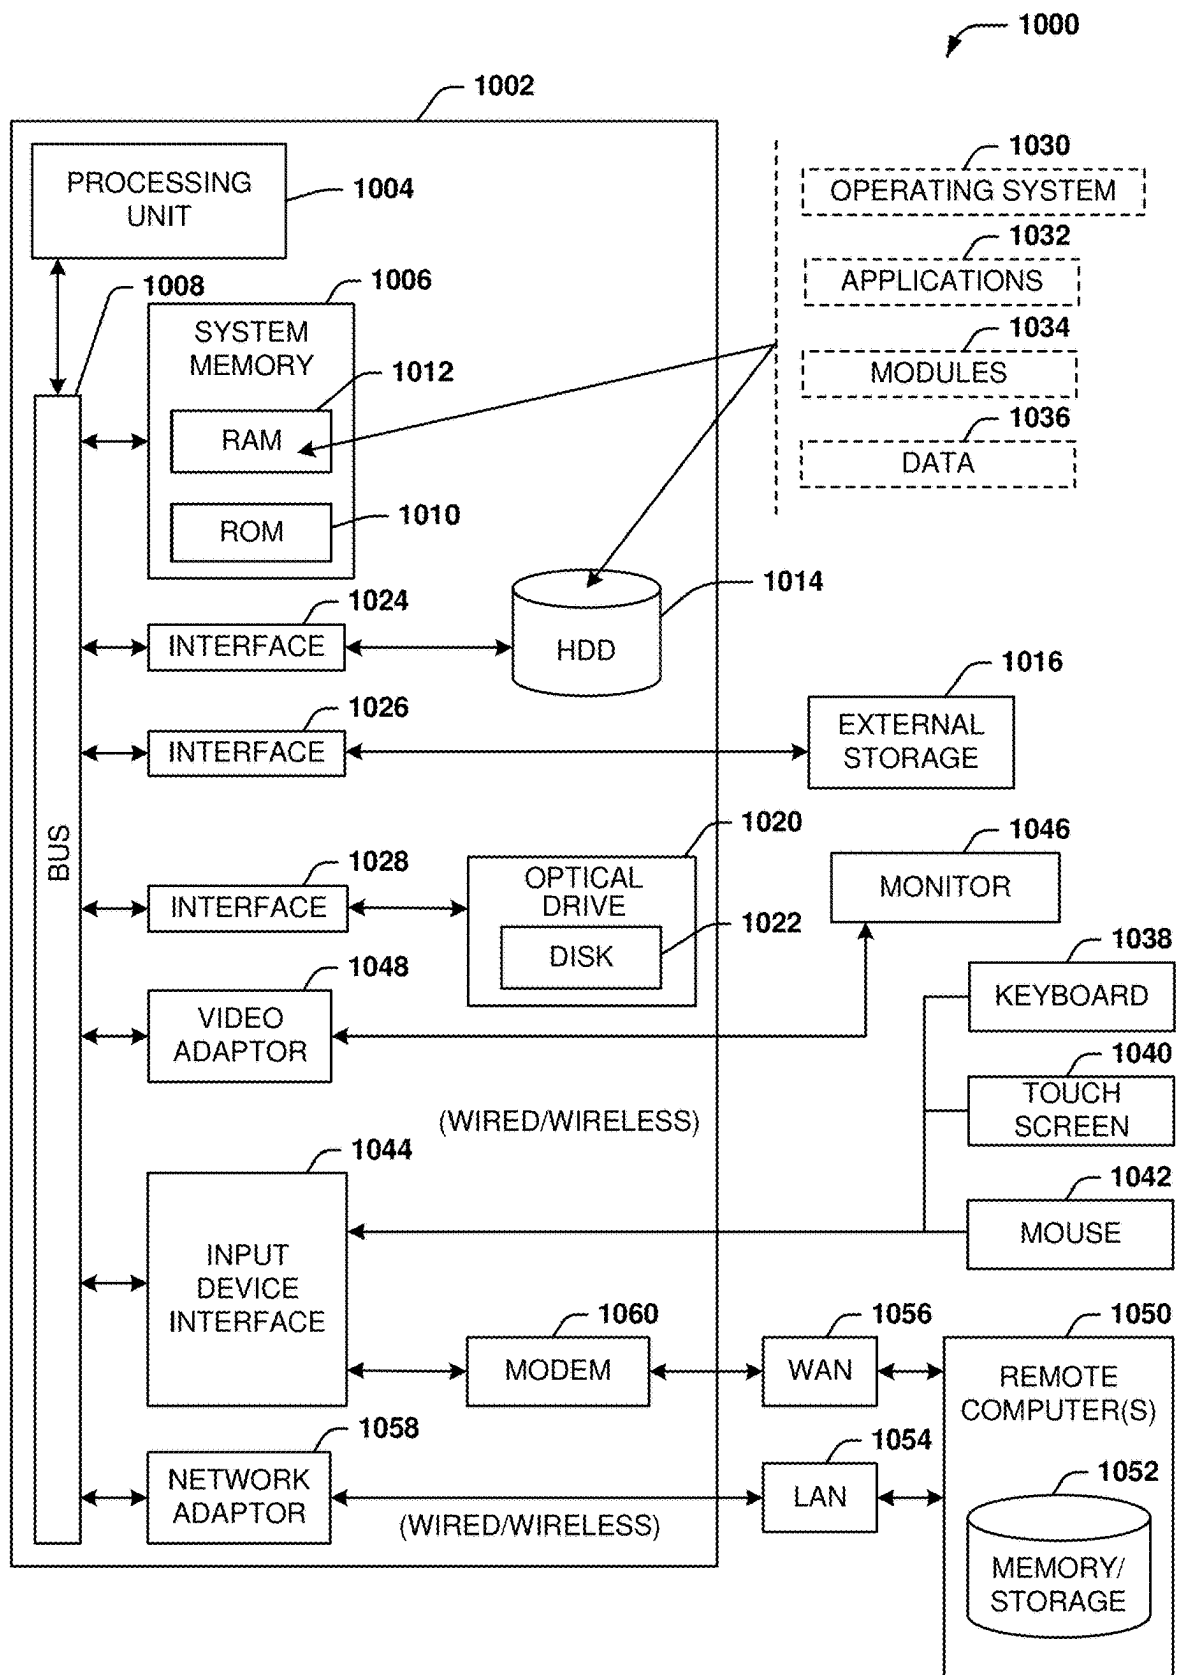 1000
1002
PROCESSING
UNIT
1004
1030
OPERATING SYSTEM
1032
APPLICATIONS
1034
MODULES
1036
DATA
1008
1006
SYSTEM
MEMORY
1012
RAM
1010
ROM
1024
INTERFACE
1014
HDD
1026
INTERFACE
1016
EXTERNAL
STORAGE
BUS
1028
INTERFACE
1020
OPTICAL
DRIVE
1022
DISK
1046
MONITOR
1048
VIDEO
ADAPTOR
1038
KEYBOARD
1040
TOUCH
SCREEN
1042
MOUSE
(WIRED/WIRELESS)
1044
INPUT
DEVICE
INTERFACE
1060
MODEM
1056
WAN
1050
REMOTE
COMPUTER(S)
1058
NETWORK
ADAPTOR
(WIRED/WIRELESS)
1054
LAN
1052
MEMORY/
STORAGE